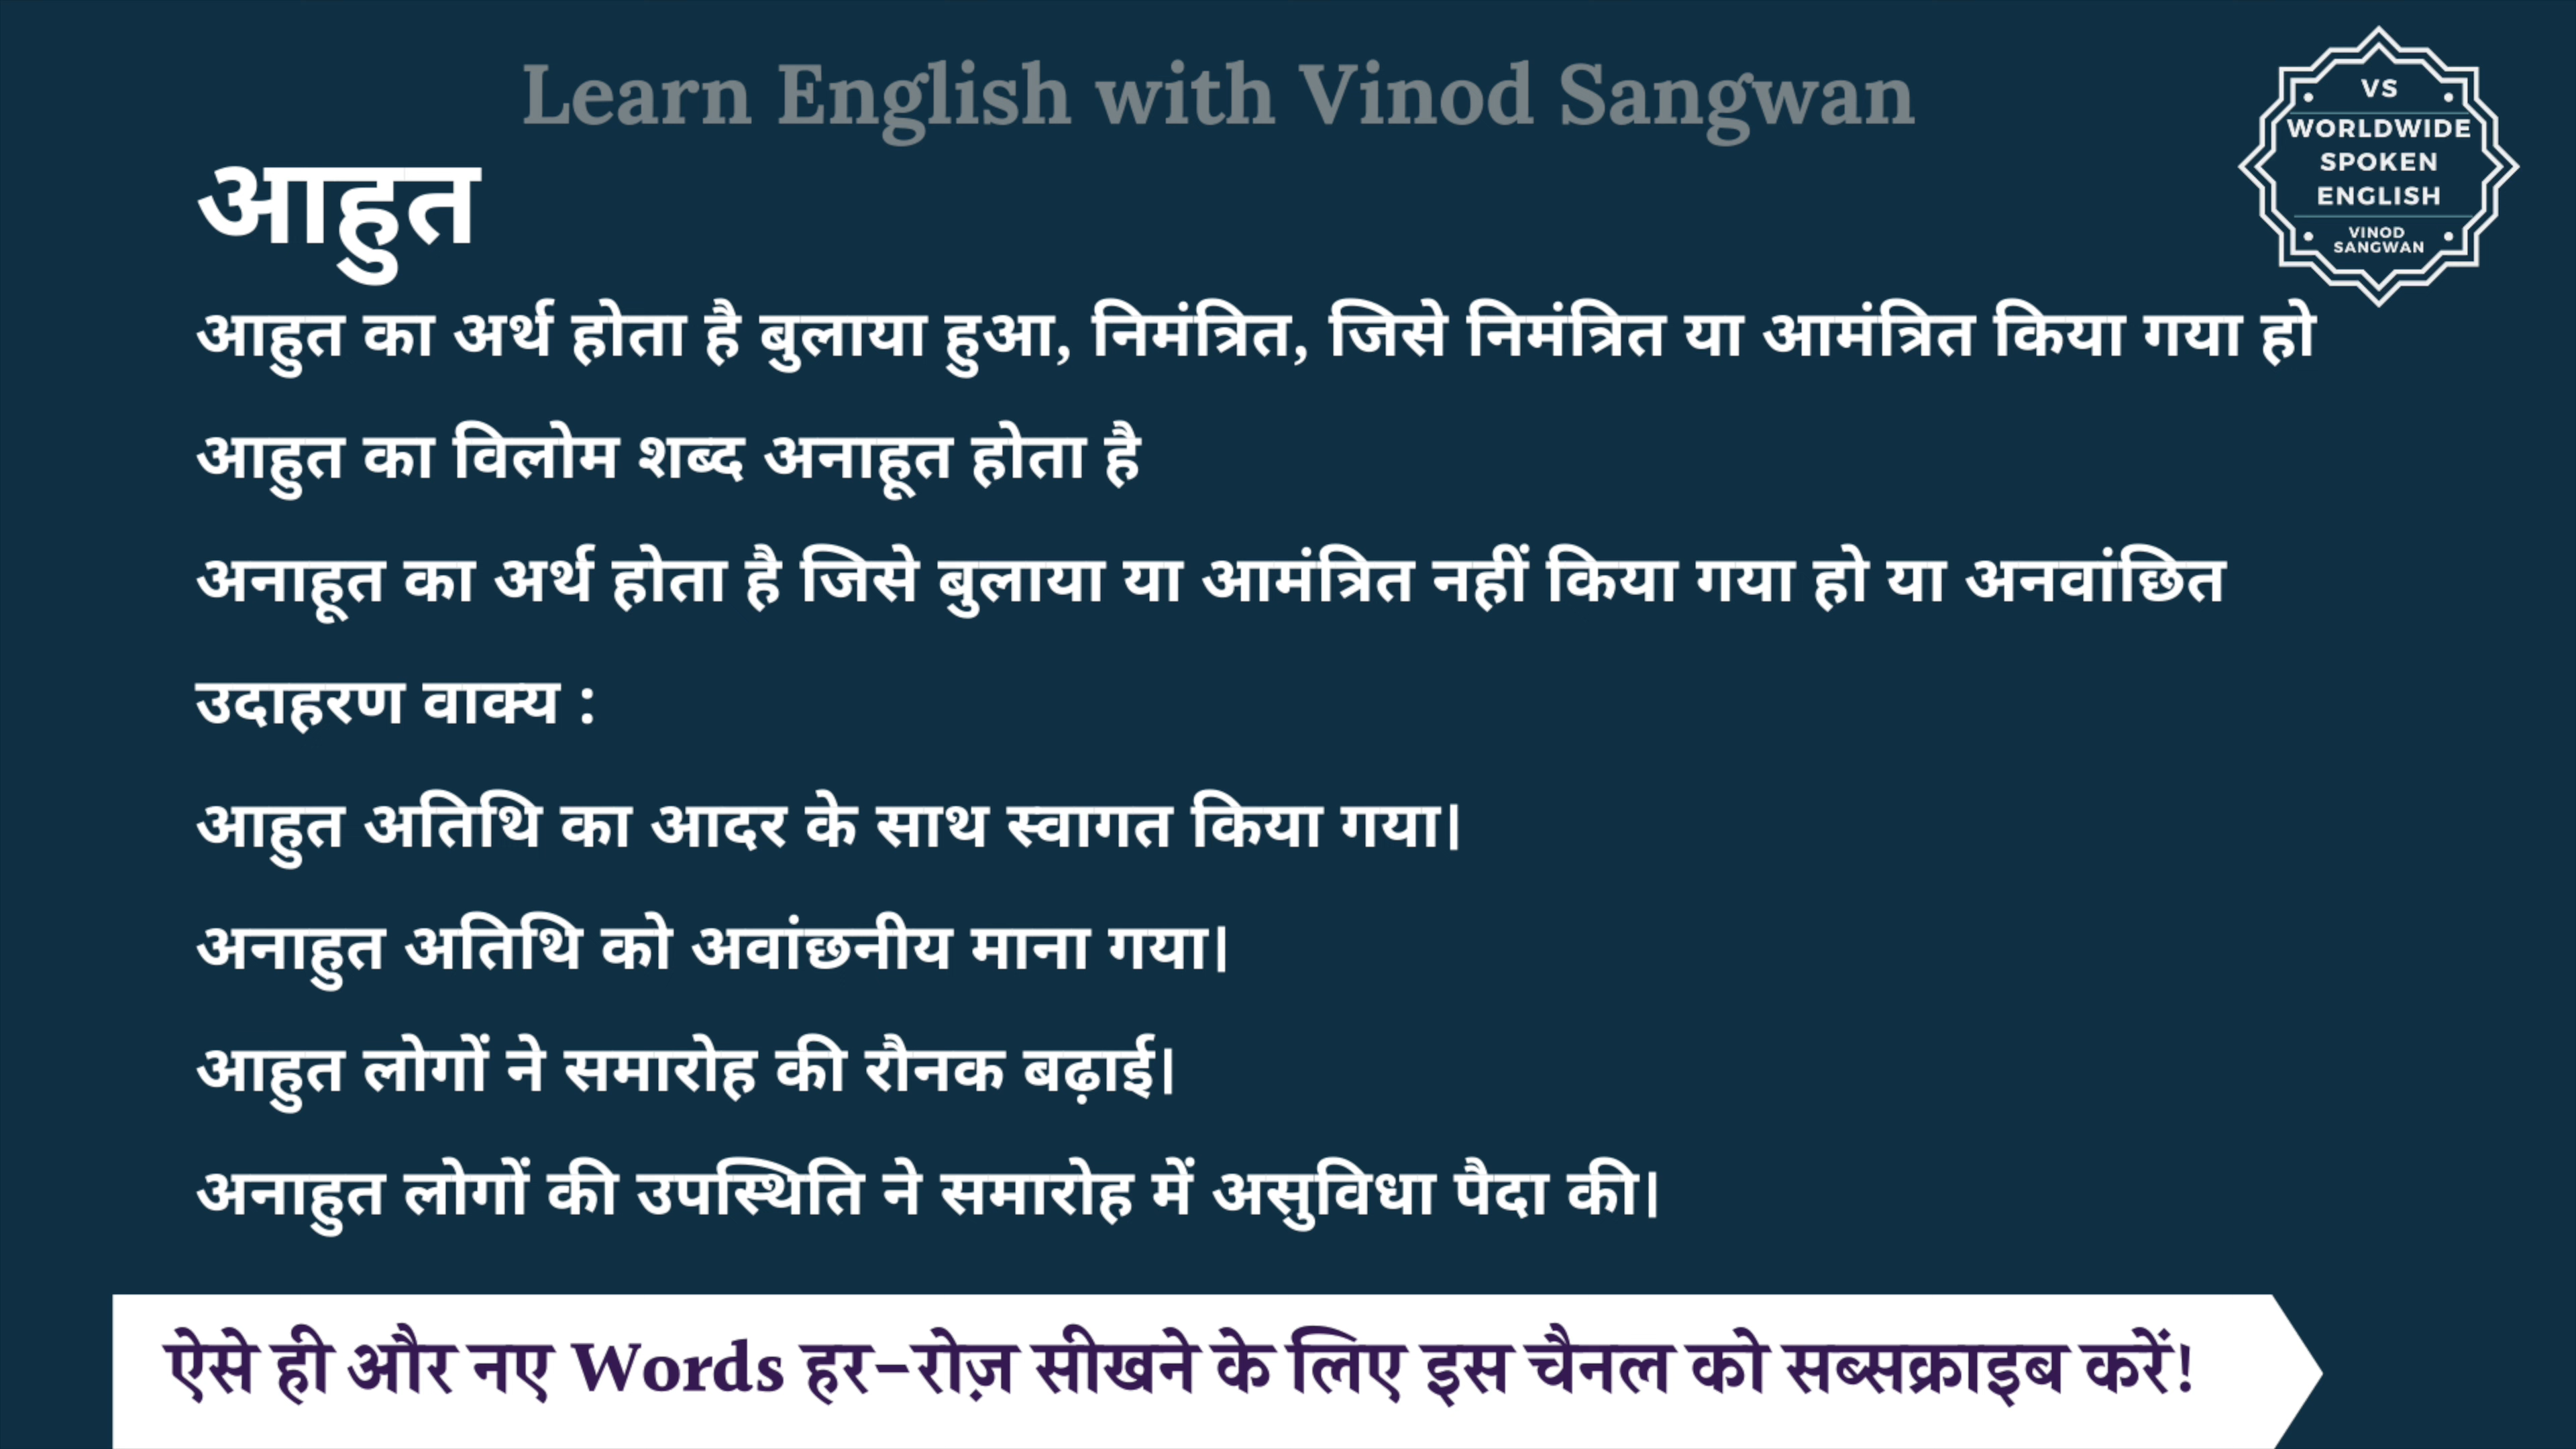 Learn English with Vinod Sangwan
VS
WORLDWIDE
SPOKEN
ENGLISH
VINOD
SANGWAN
आहुत
आहुत का अर्थ होता है बुलाया हुआ, निमंत्रित, जिसे निमंत्रित या आमंत्रित किया गया हो
आहुत का विलोम शब्द अनाहूत होता है
अनाहूत का अर्थ होता है जिसे बुलाया या आमंत्रित नहीं किया गया हो या अनवांछित
उदाहरण वाक्य :
आहुत अतिथि का आदर के साथ स्वागत किया गया।
अनाहुत अतिथि को अवांछनीय माना गया।
आहुत लोगों ने समारोह की रौनक बढ़ाई।
अनाहुत लोगों की उपस्थिति ने समारोह में असुविधा पैदा की।
ऐसे ही और नए Words हर-रोज़ सीखने के लिए इस चैनल को सब्सक्राइब करें!